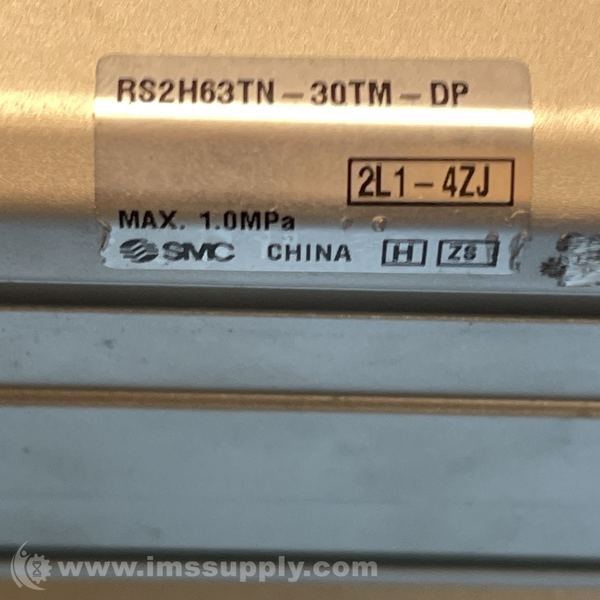 RS2H63TN-30TM-DP
2L1-4ZJ
MAX. 1.0MPa
SMC CHINA H ZS
www.imssupply.com